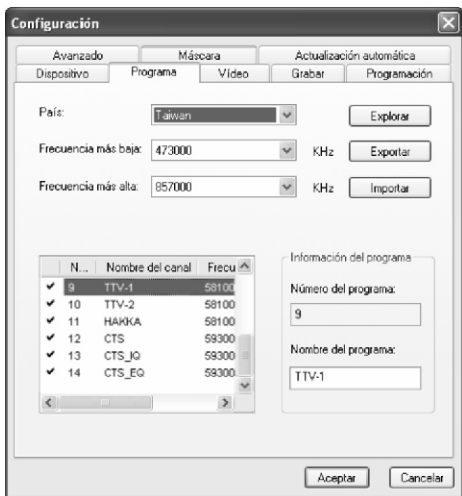 Configuración
Avanzado Máscara Actualización automática
Dispositivo Programa Vídeo Grabar Programación
País: Taiwan Explorar
Frecuencia más baja: 473000 KHz Exportar
Frecuencia más alta: 857000 KHz Importar
Información del programa
N... Nombre del canal Frecu
9 TTV-1 58100
10 TTV-2 58100
11 HAKKA 58100
12 CTS 59300
13 CTS_IQ 59300
14 CTS_EQ 59300
Número del programa:
9
Nombre del programa:
TTV-1
Aceptar Cancelar